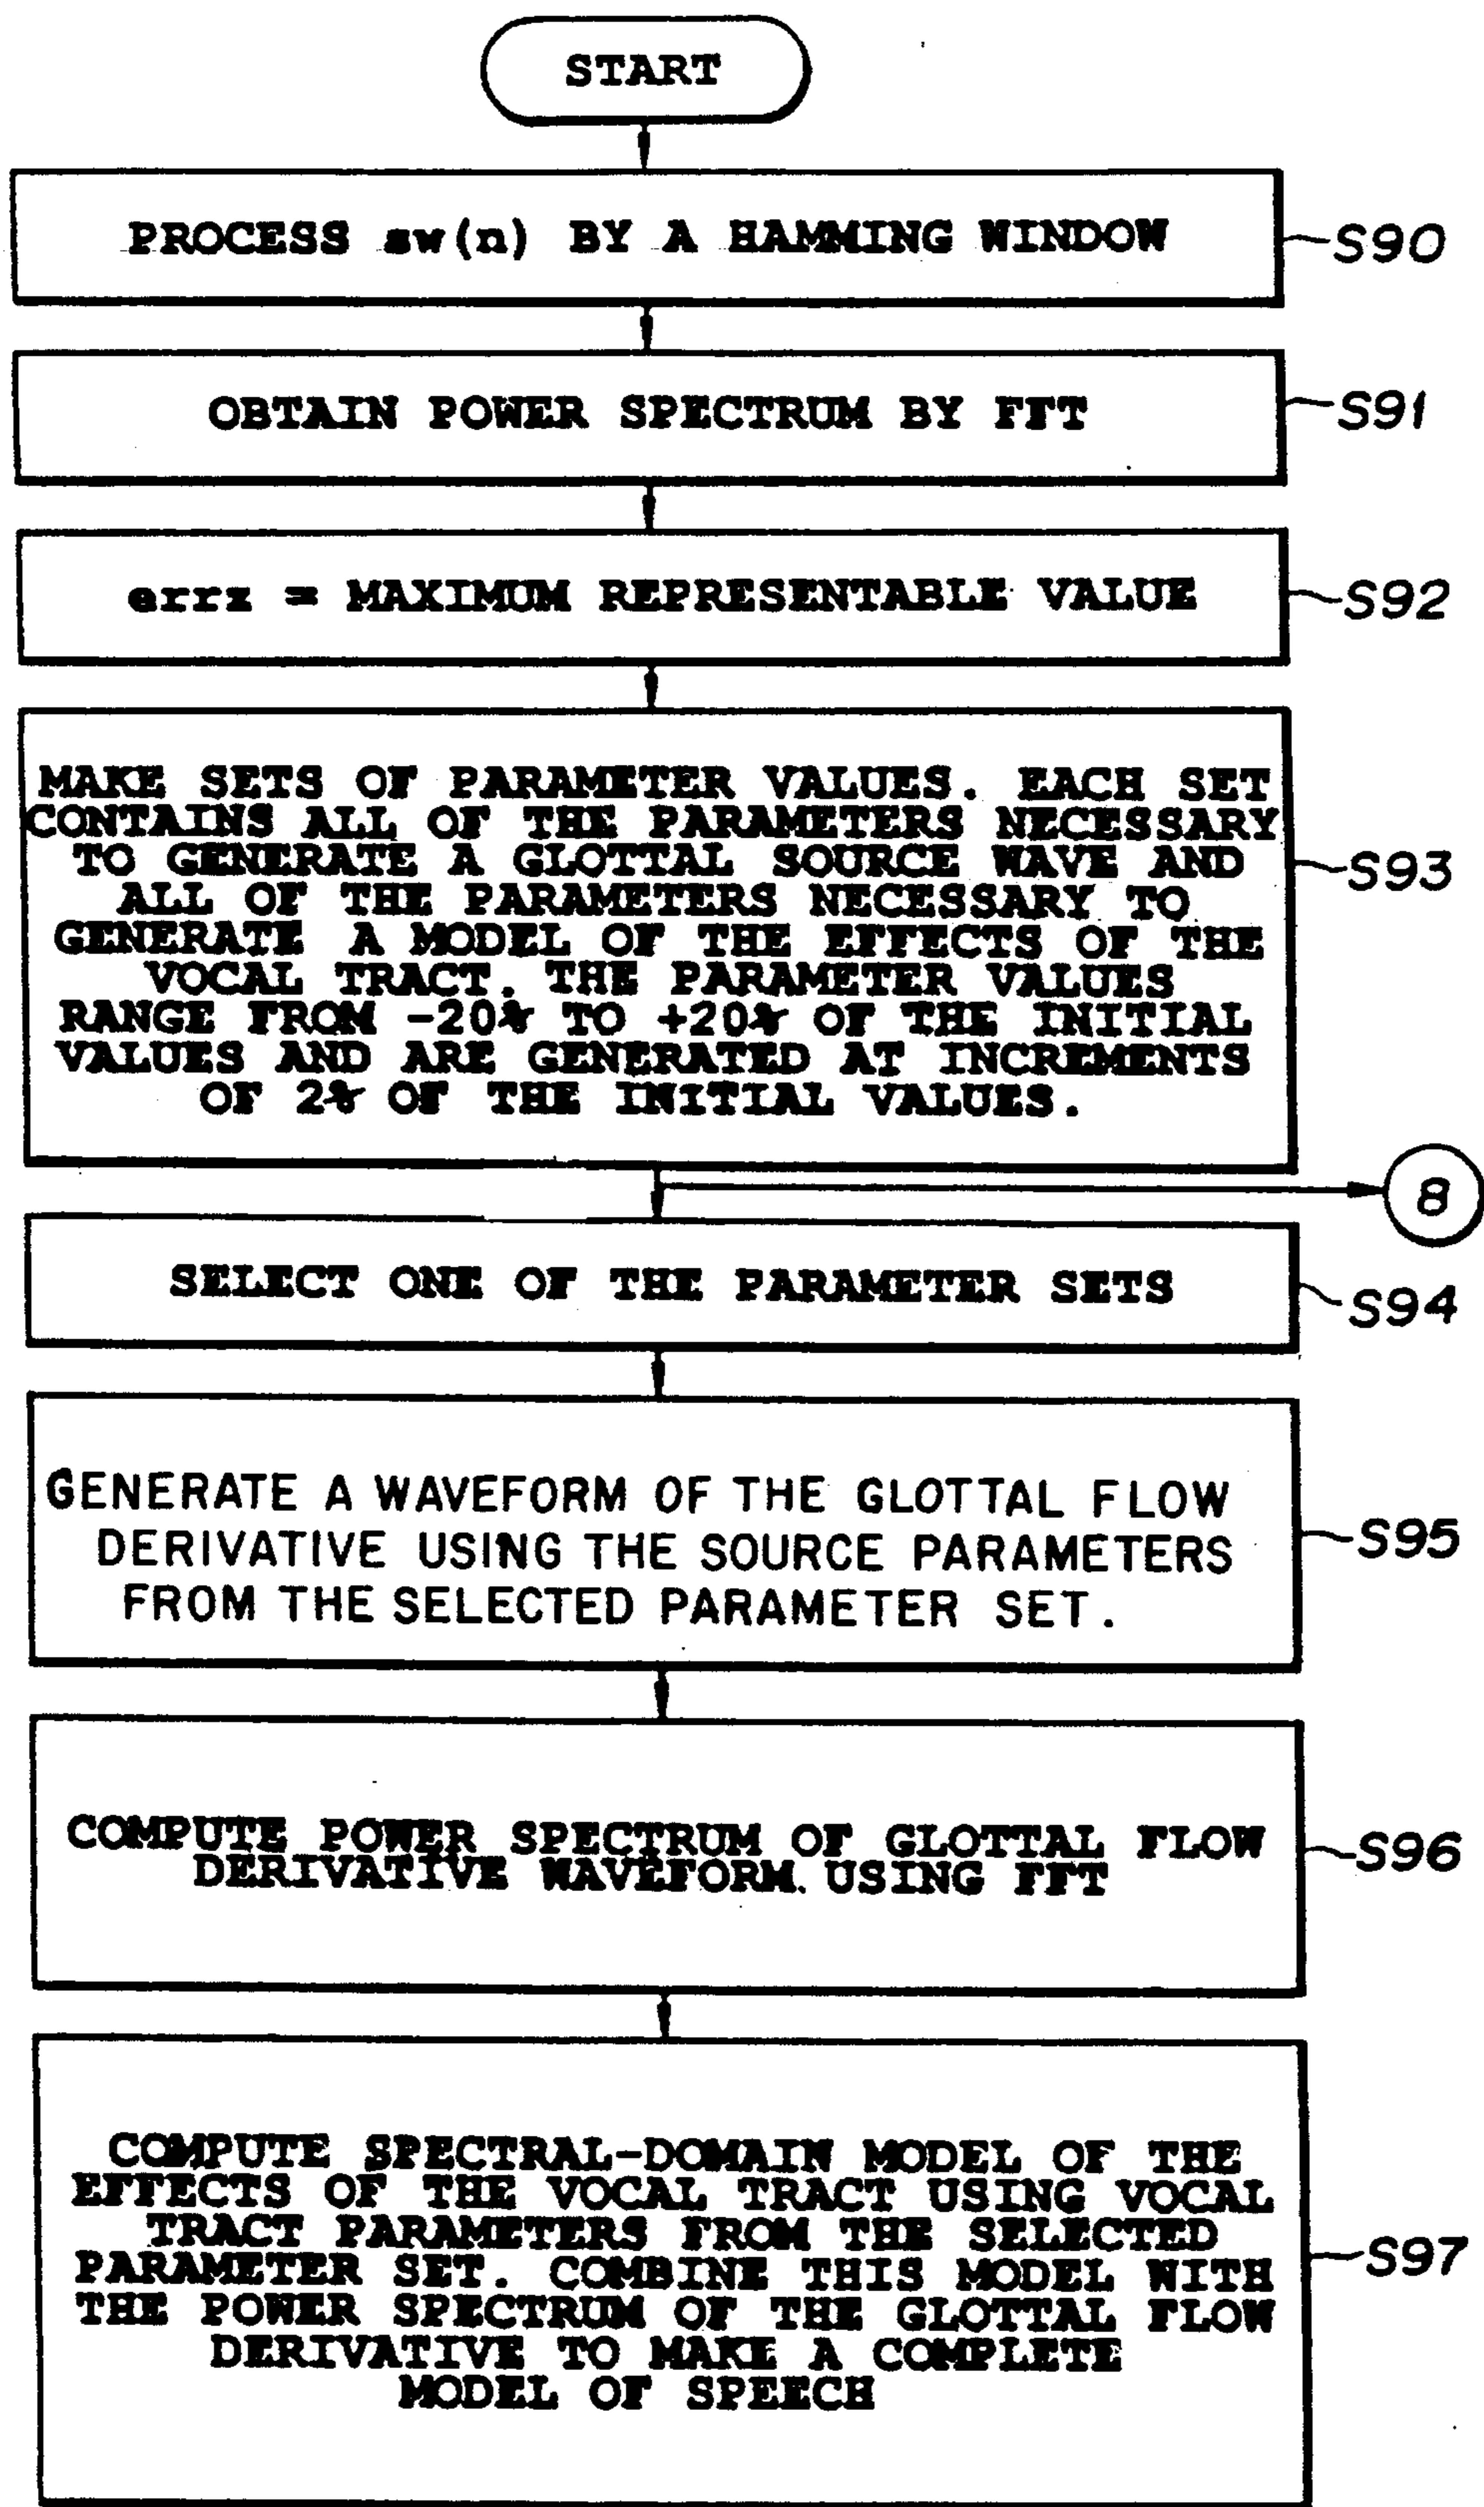 START
PROCESS sw(n) BY A HAMMING WINDOW
S90
OBTAIN POWER SPECTRUM BY FFT
S91
errz = MAXIMUM REPRESENTABLE VALUE
S92
MAKE SETS OF PARAMETER VALUES. EACH SET
CONTAINS ALL OF THE PARAMETERS NECESSARY
TO GENERATE A GLOTTAL SOURCE WAVE AND
ALL OF THE PARAMETERS NECESSARY TO
GENERATE A MODEL OF THE EFFECTS OF THE
VOCAL TRACT. THE PARAMETER VALUES
RANGE FROM -20% TO +20% OF THE INITIAL
VALUES AND ARE GENERATED AT INCREMENTS
OF 2% OF THE INITIAL VALUES.
S93
8
SELECT ONE OF THE PARAMETER SETS
S94
GENERATE A WAVEFORM OF THE GLOTTAL FLOW
DERIVATIVE USING THE SOURCE PARAMETERS
FROM THE SELECTED PARAMETER SET.
S95
COMPUTE POWER SPECTRUM OF GLOTTAL FLOW
DERIVATIVE WAVEFORM USING FFT
S96
COMPUTE SPECTRAL-DOMAIN MODEL OF THE
EFFECTS OF THE VOCAL TRACT USING VOCAL
TRACT PARAMETERS FROM THE SELECTED
PARAMETER SET. COMBINE THIS MODEL WITH
THE POWER SPECTRUM OF THE GLOTTAL FLOW
DERIVATIVE TO MAKE A COMPLETE
MODEL OF SPEECH
S97